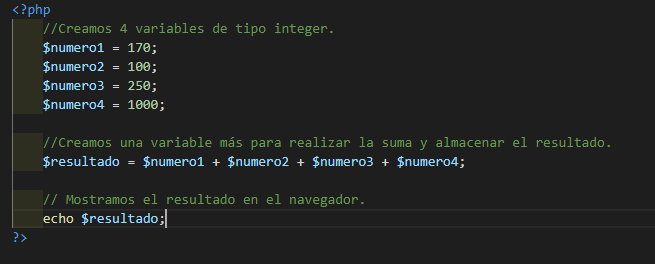 <?php
//Creamos 4 variables de tipo integer.
$numero1 = 170;
$numero2 = 100;
$numero3 = 250;
$numero4 = 1000;
//Creamos una variable más para realizar la suma y almacenar el resultado.
$resultado = $numero1 + $numero2 + $numero3 + $numero4;
// Mostramos el resultado en el navegador.
echo $resultado;
?>